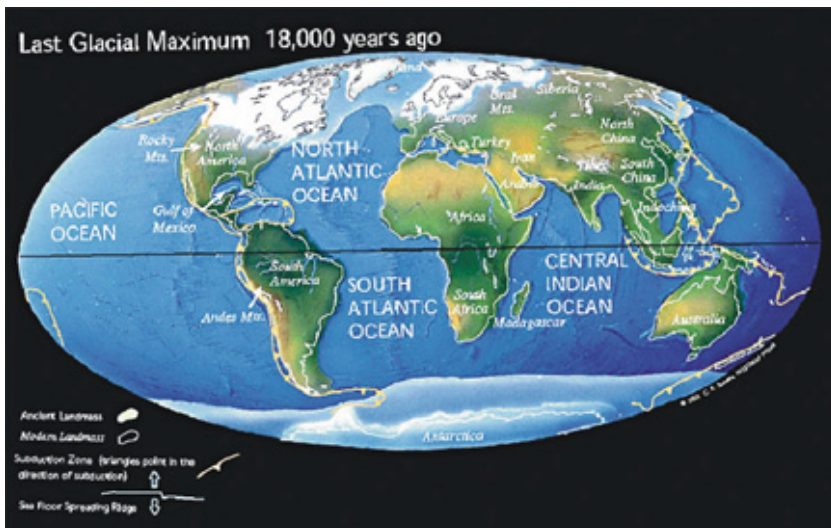 Last Glacial Maximum 18,000 years ago
Ural
Mts.
Siberia
Europe
Rocky
Mts.
North
America
NORTH
ATLANTIC
OCEAN
Turkey
Iran
Arabia
Tibet
India
North
China
South
China
Indochina
PACIFIC
OCEAN
Gulf of
Mexico
Africa
South
America
SOUTH
ATLANTIC
OCEAN
CENTRAL
INDIAN
OCEAN
Andes Mts.
South
Africa
Madagascar
Australia
Antarctica
Ancient Landmass
Modern Landmass
Subduction Zone (triangles point in the
direction of subduction)
Sea Floor Spreading Ridge